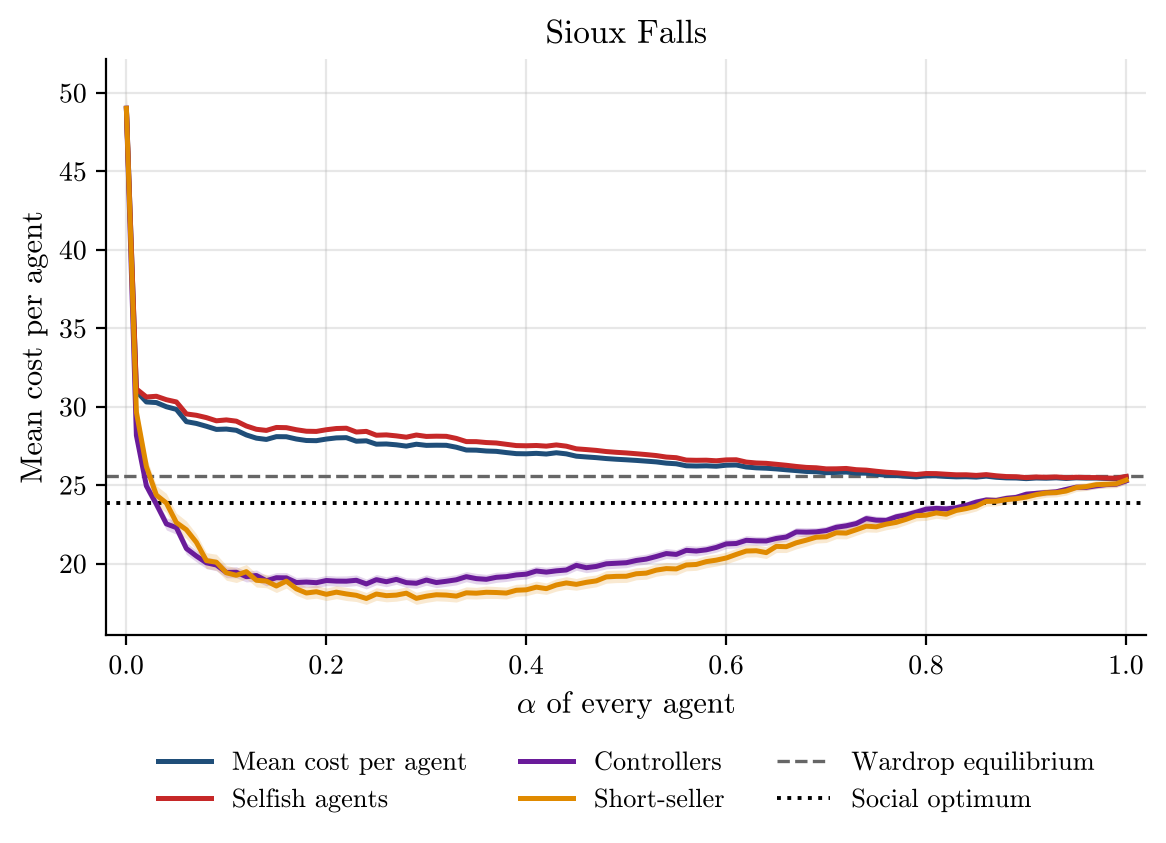 Sioux Falls
Mean cost per agent
50
45
40
35
30
25
20
0.0 0.2 0.4 0.6 0.8 1.0
α of every agent
Mean cost per agent Controllers Wardrop equilibrium
Selfish agents Short-seller Social optimum